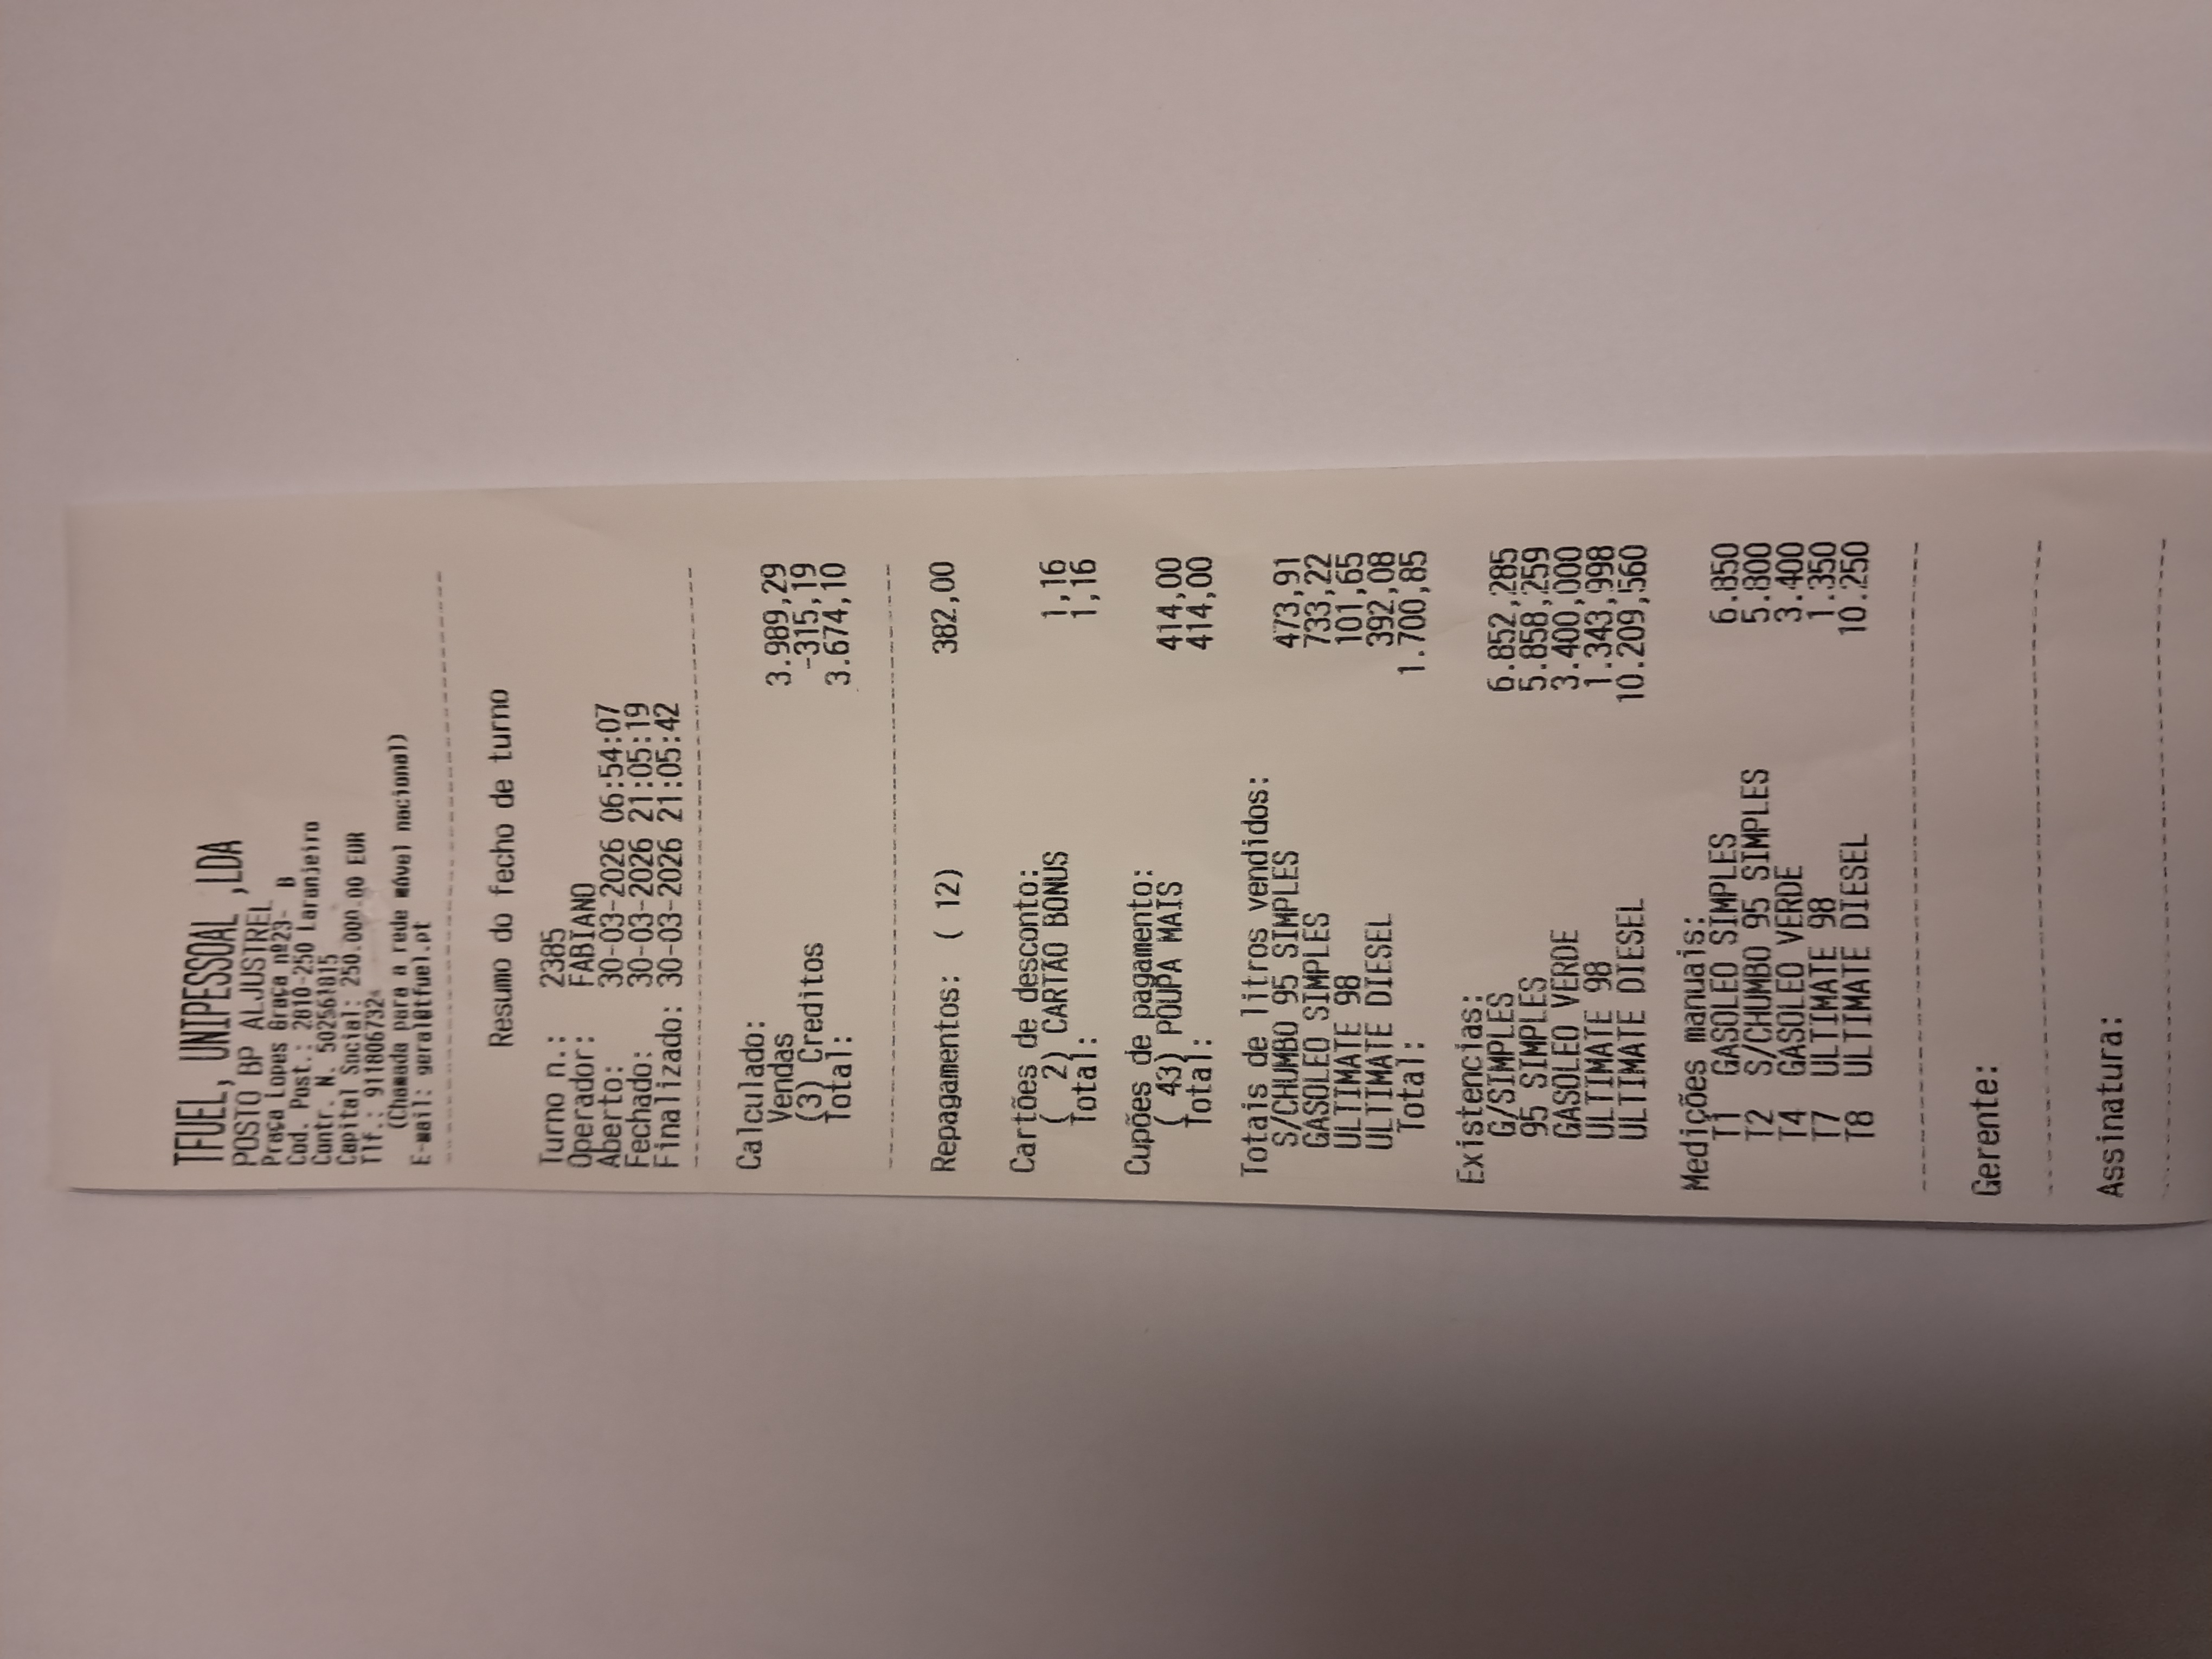 TFUEL, UNIPESSOAL ,LDA
POSTO BP ALJUSTREL
Praça Lopes Graça nº23- B
Cod. Post.: 2810-250 Laranjeiro
Contr. N. 502561815
Capital Social: 250.000.00 EUR
Tlf.: 911806732
(Chamada para a rede móvel nacional)
E-mail: geral@tfuel.pt
Resumo do fecho de turno
Turno n.: 2385
Operador: FABIANO
Aberto: 30-03-2026 06:54:07
Fechado: 30-03-2026 21:05:19
Finalizado: 30-03-2026 21:05:42
Calculado:
Vendas 3.989,29
(3) Creditos -315,19
Total: 3.674,10
Repagamentos: ( 12) 382,00
Cartões de desconto:
( 2) CARTÃO BONUS 1,16
Total: 1,16
Cupões de pagamento:
( 43) POUPA MAIS 414,00
Total: 414,00
Totais de litros vendidos:
S/CHUMBO 95 SIMPLES 473,91
GASOLEO SIMPLES 733,22
ULTIMATE 98 101,65
ULTIMATE DIESEL 392,08
Total: 1.700,85
Existencias:
G/SIMPLES 6.852,285
95 SIMPLES 5.858,259
GASOLEO VERDE 3.400,000
ULTIMATE 98 1.343,998
ULTIMATE DIESEL 10.209,560
Medições manuais:
T1 GASOLEO SIMPLES 6.850
T2 S/CHUMBO 95 SIMPLES 5.800
T4 GASOLEO VERDE 3.400
T7 ULTIMATE 98 1.350
T8 ULTIMATE DIESEL 10.250
Gerente:
Assinatura: